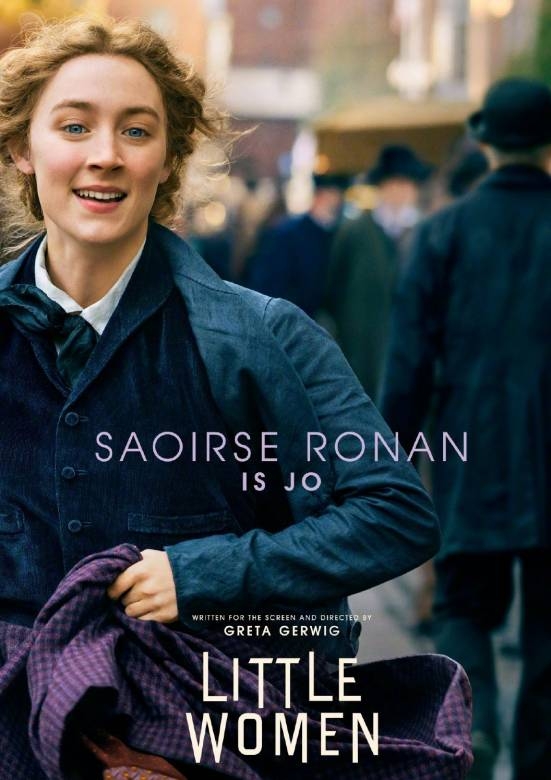 SAOIRSE RONAN
IS JO
WRITTEN FOR THE SCREEN AND DIRECTED BY
GRETA GERWIG
LITTLE
WOMEN